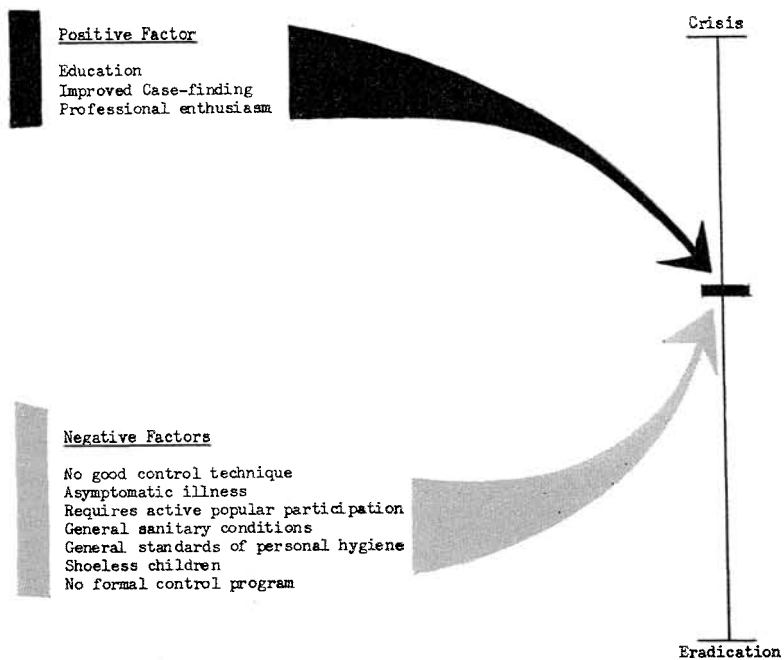 Positive Factor
Education
Improved Case-finding
Professional enthusiasm
Crisis
Negative Factors
No good control technique
Asymptomatic illness
Requires active popular participation
General sanitary conditions
General standards of personal hygiene
Shoeless children
No formal control program
Eradication